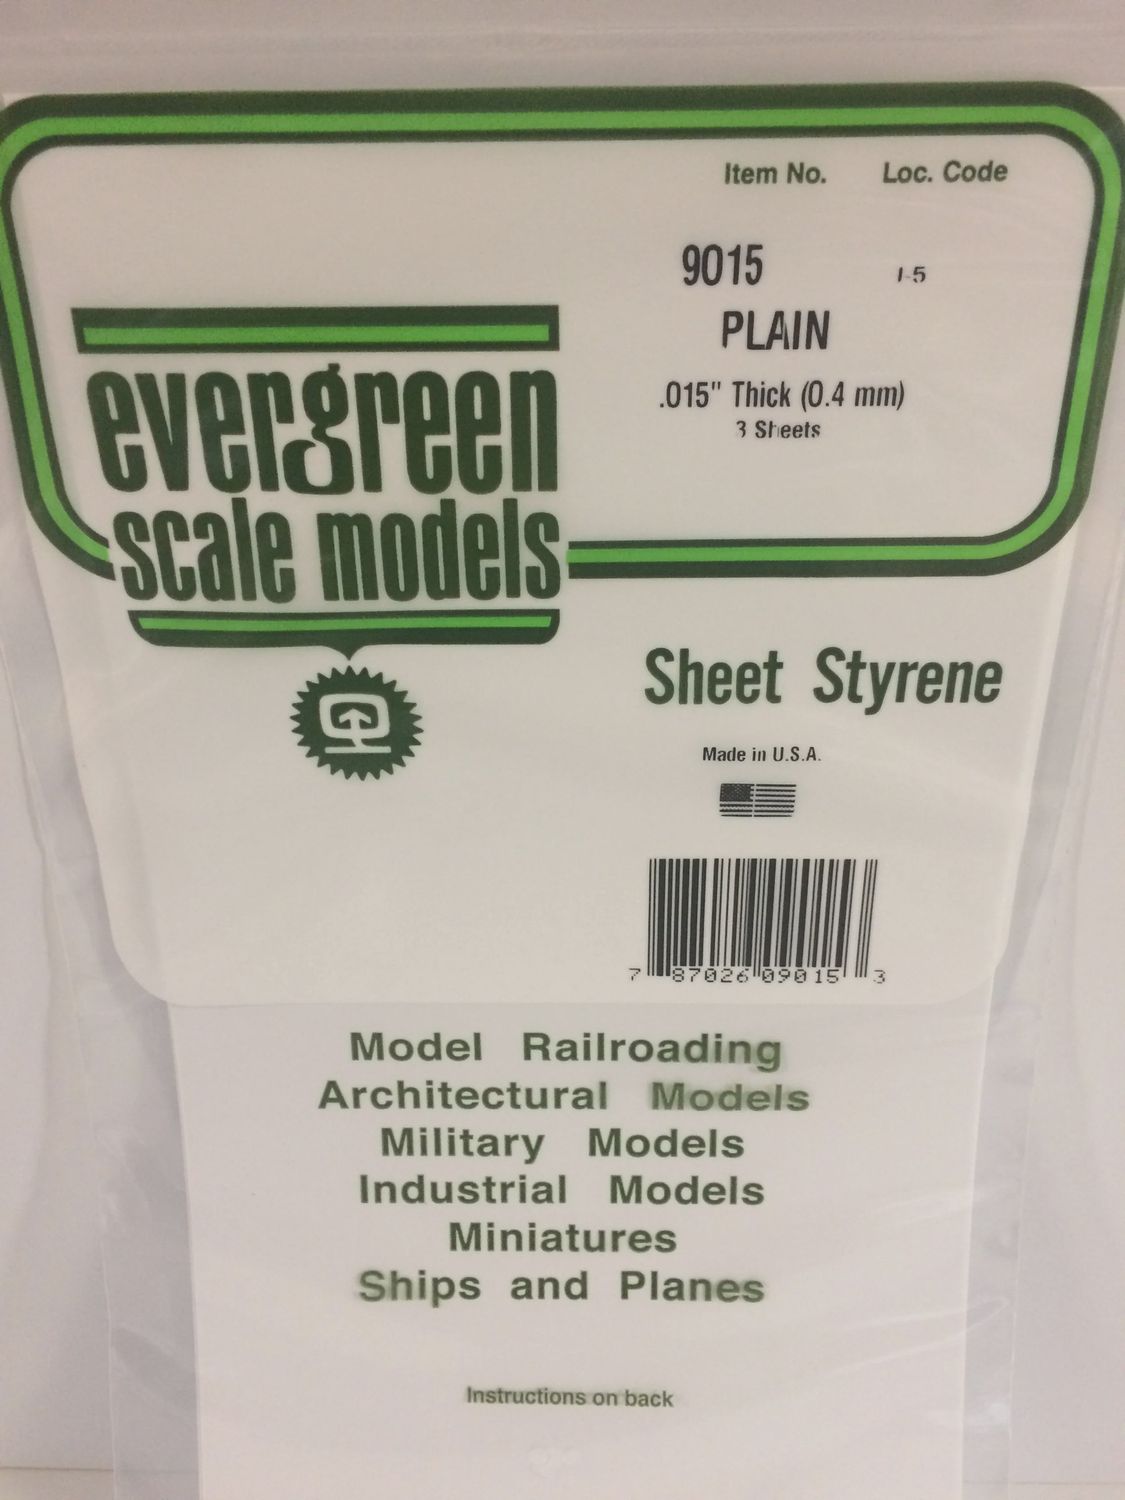 Item No. Loc. Code
9015 I-5
PLAIN
.015" Thick (0.4 mm)
3 Sheets
evergreen
scale models
Sheet Styrene
Made in U.S.A.
7 87026 09015 3
Model Railroading
Architectural Models
Military Models
Industrial Models
Miniatures
Ships and Planes
Instructions on back